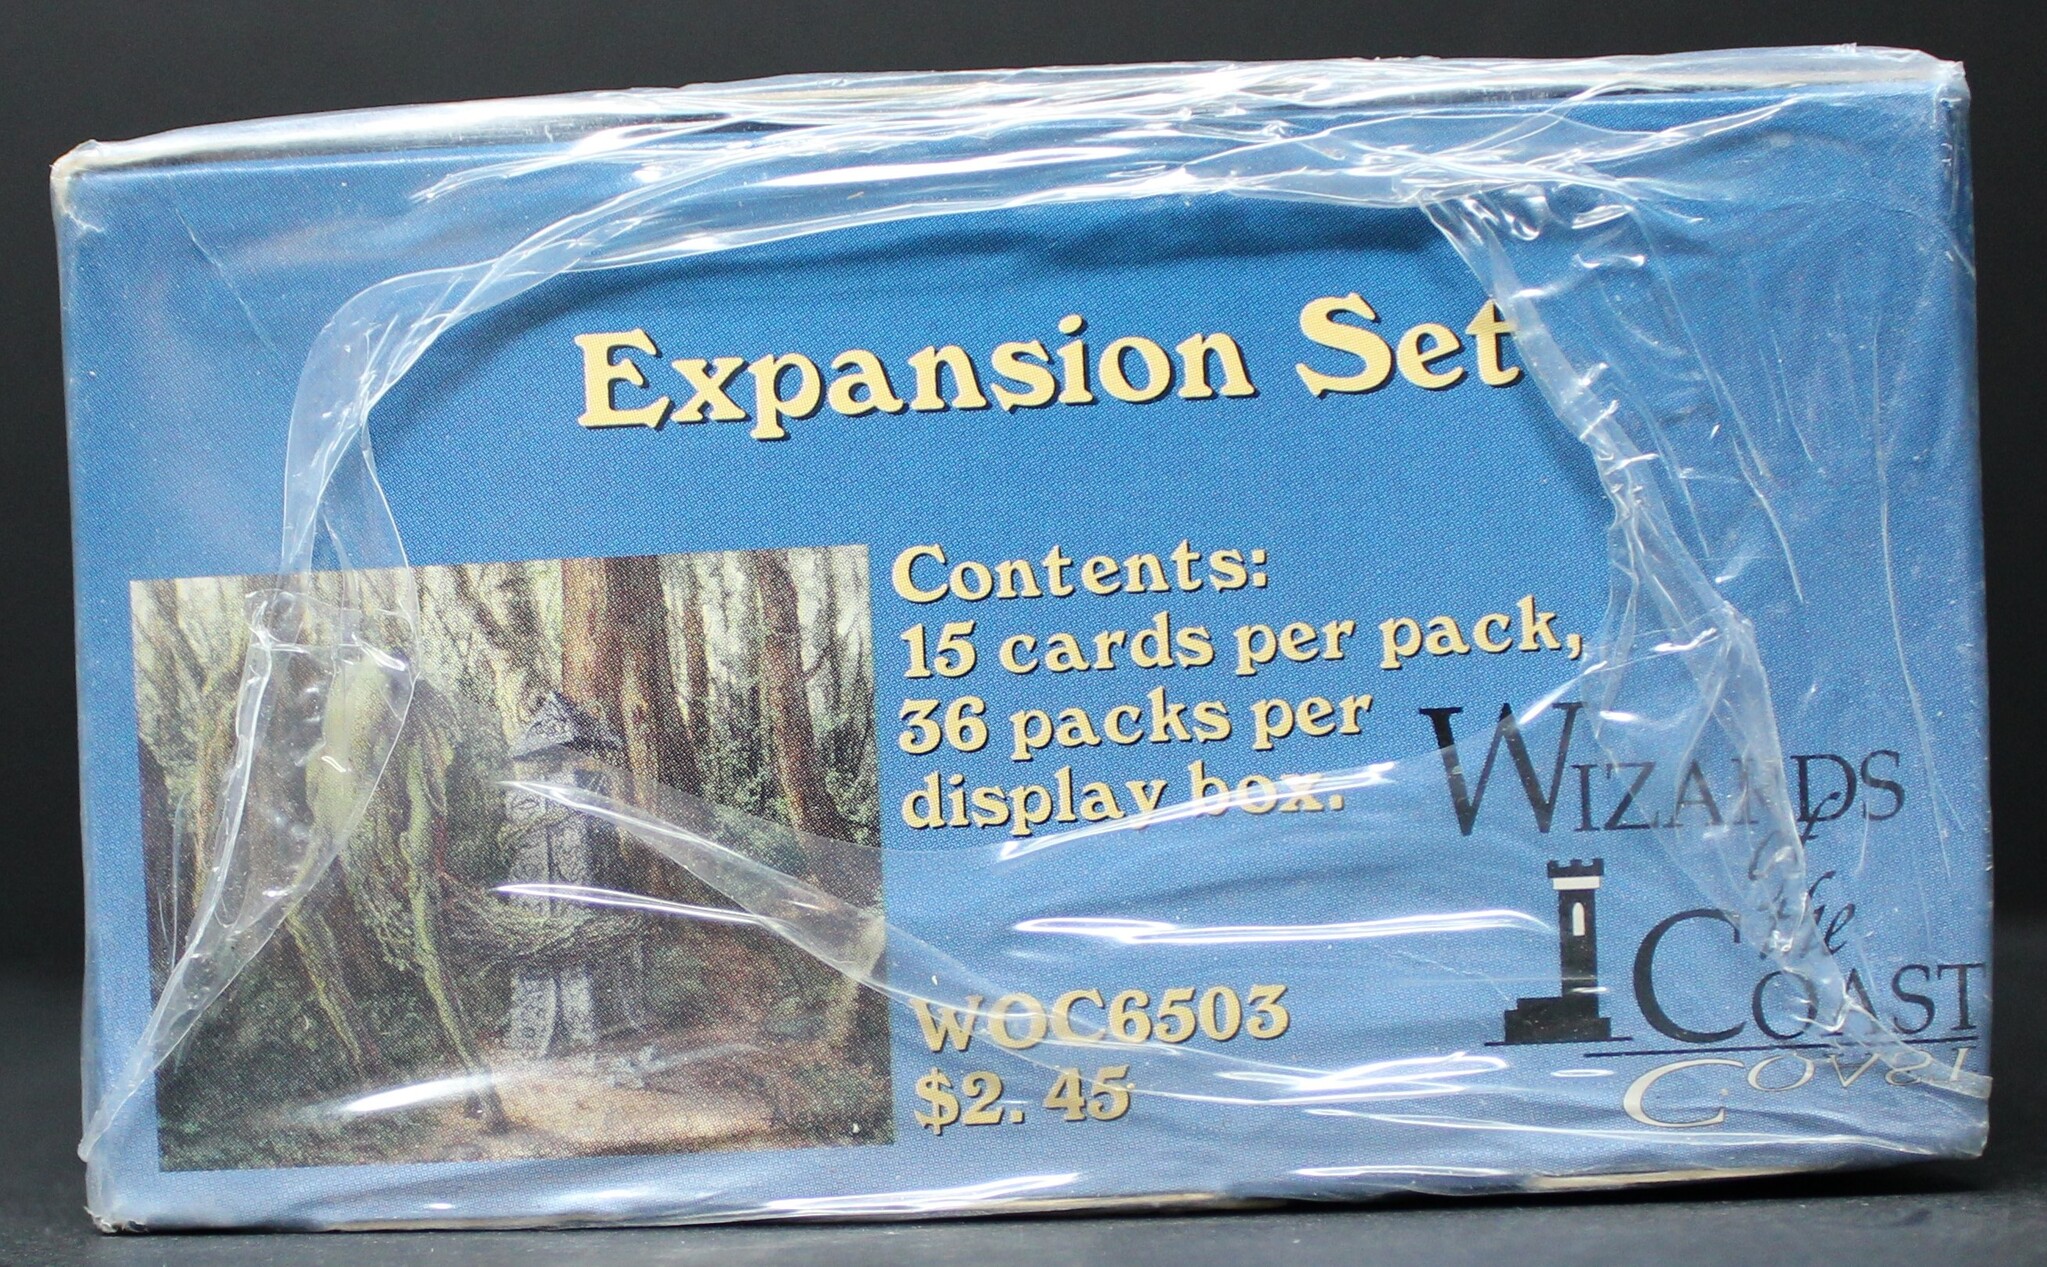 Expansion Set
Contents:
15 cards per pack,
36 packs per
display box.
WIZARDS
of the
COAST
WOC6503
$2.45